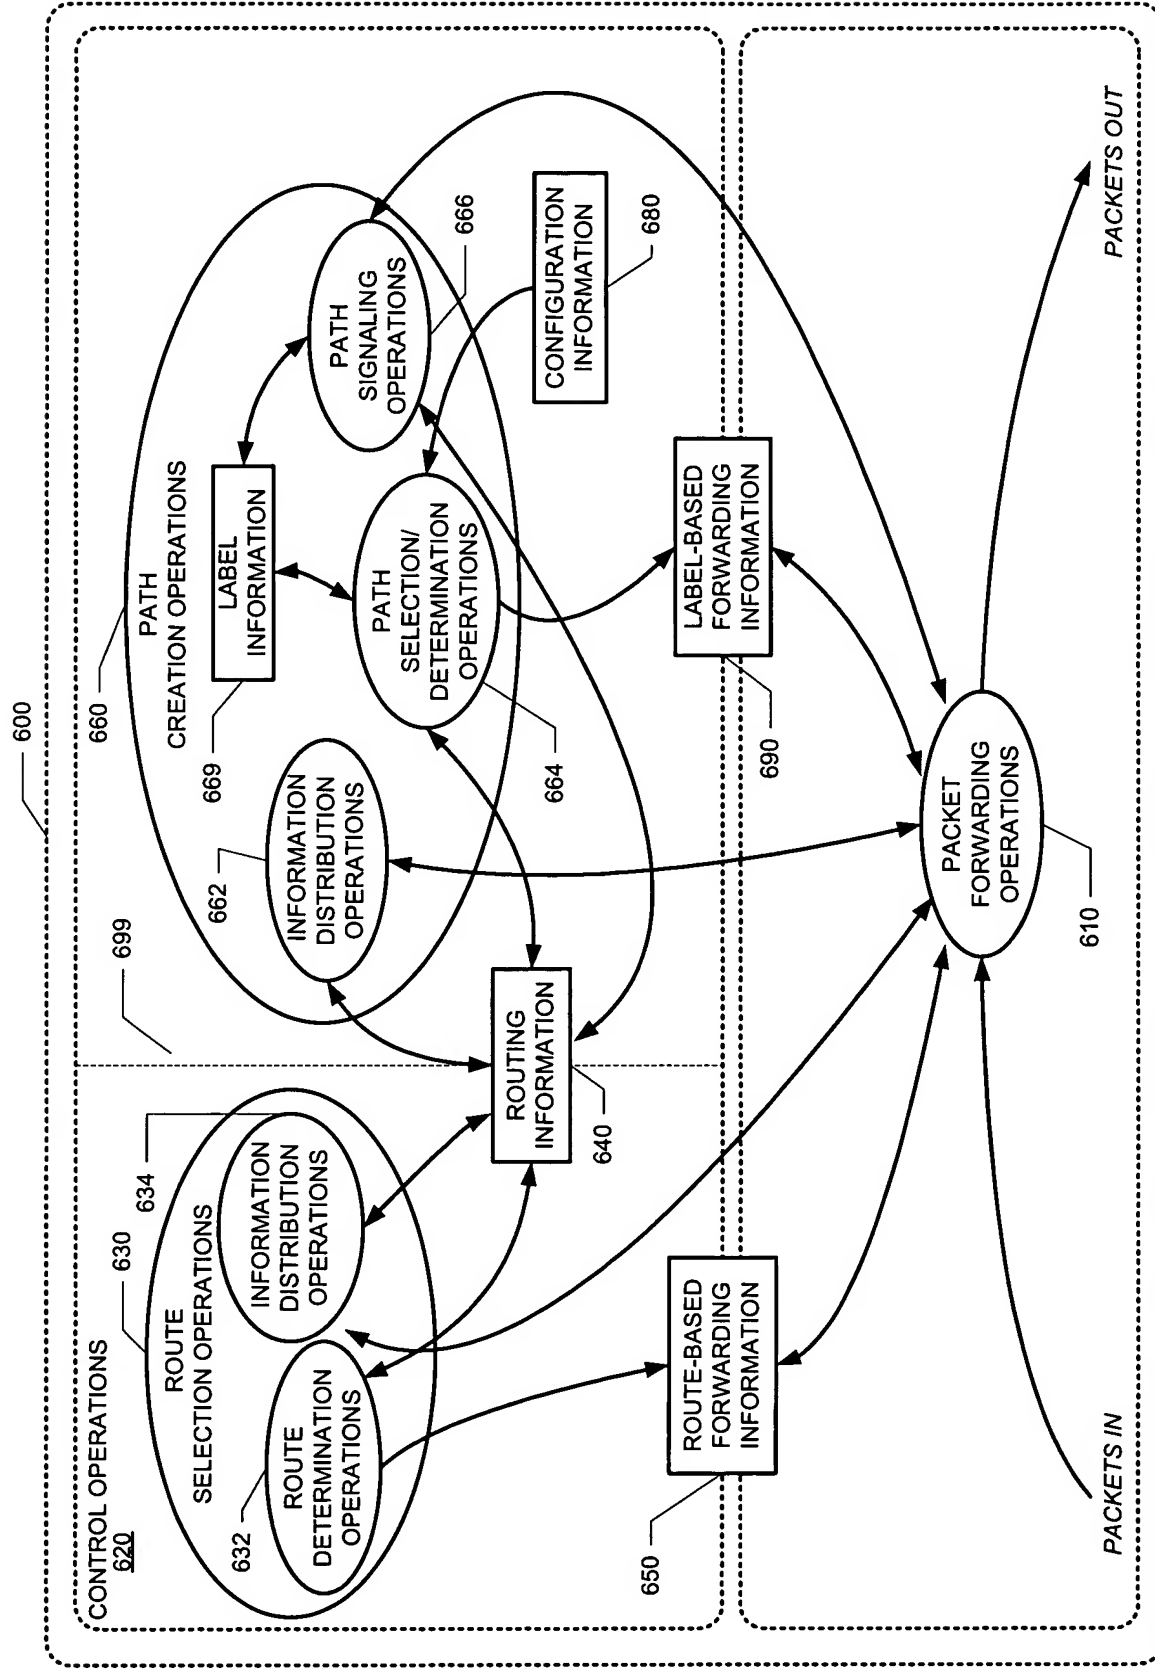 600
CONTROL OPERATIONS
620
630
ROUTE
SELECTION OPERATIONS
634
632
ROUTE
DETERMINATION
OPERATIONS
INFORMATION
DISTRIBUTION
OPERATIONS
699
660
PATH
CREATION OPERATIONS
662
INFORMATION
DISTRIBUTION
OPERATIONS
669
LABEL
INFORMATION
PATH
SELECTION/
DETERMINATION
OPERATIONS
664
PATH
SIGNALING
OPERATIONS
666
ROUTING
INFORMATION
640
CONFIGURATION
INFORMATION
680
650
ROUTE-BASED
FORWARDING
INFORMATION
690
LABEL-BASED
FORWARDING
INFORMATION
PACKET
FORWARDING
OPERATIONS
610
PACKETS IN
PACKETS OUT